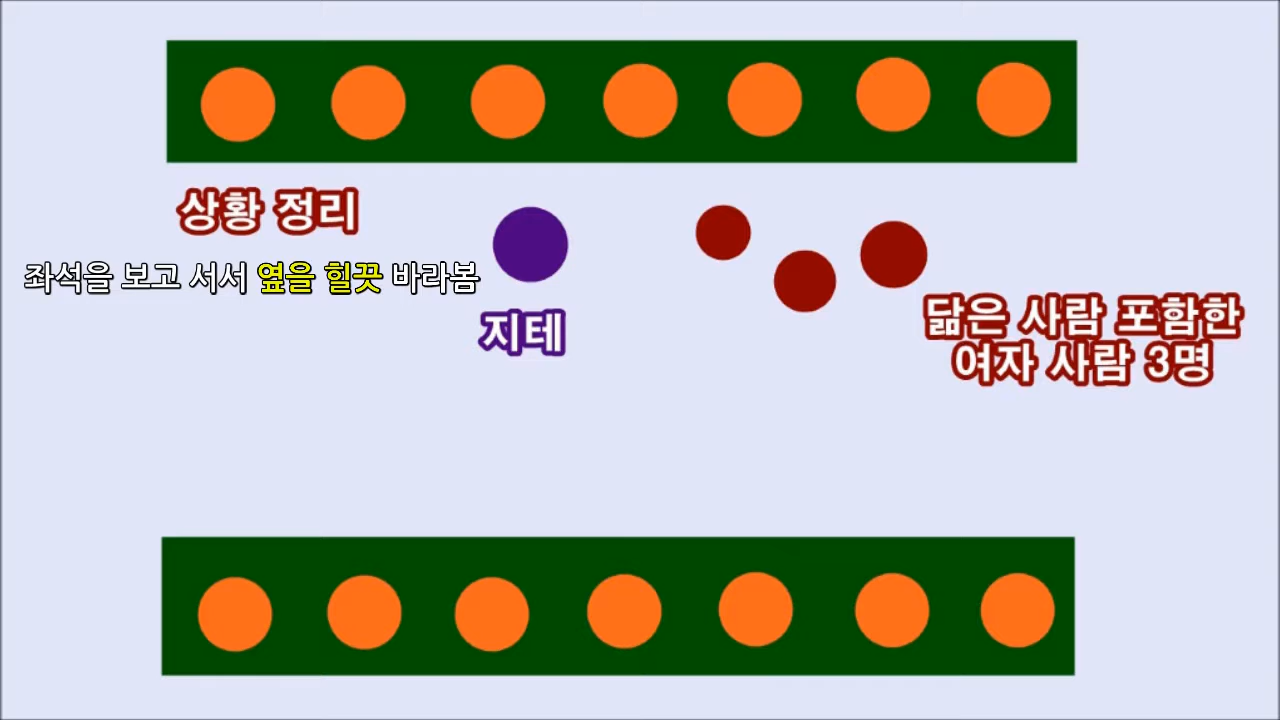 상황 정리
좌석을 보고 서서 옆을 힐끗 바라봄
지테
닮은 사람 포함한
여자 사람 3명